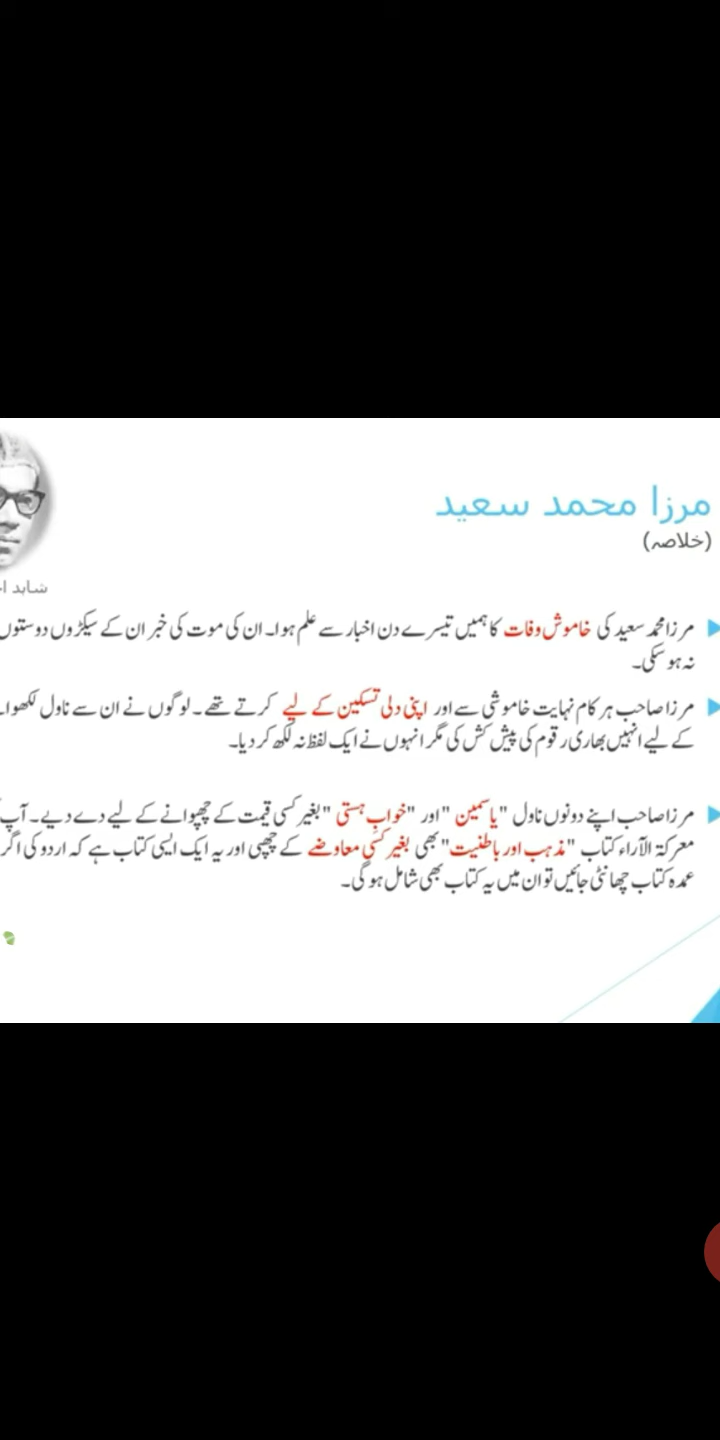 مرزا محمد سعید
(خلاصہ)
شاہد
مرزا محمد سعید کی خاموش وفات کا ہمیں تیسرے دن اخبار سے علم ہوا۔ ان کی موت کی خبر ان کے سیکڑوں دوستوں
نہ ہو سکی۔
مرزا صاحب ہر کام نہایت خاموشی سے اور اپنی دلی تسکین کے لیے کرتے تھے۔ لوگوں نے ان سے ناول لکھوا
کے لیے انہیں بھاری رقوم کی پیش کش کی مگر انہوں نے ایک لفظ نہ لکھ کر دیا۔
مرزا صاحب اپنے دونوں ناول "یاسمین" اور "خوابِ ہستی" بغیر کسی قیمت کے چھپوانے کے لیے دے دیے۔ آپ
معرکۃ الآراء کتاب "مذہب اور باطنیت" بھی بغیر کسی معاوضے کے چھپی اور یہ ایک ایسی کتاب ہے کہ اردو کی اگر
عمدہ کتاب چھانٹی جائیں تو ان میں یہ کتاب بھی شامل ہو گی۔